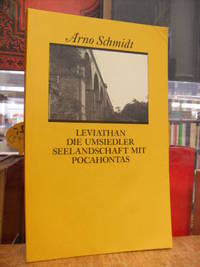 Arno Schmidt
LEVIATHAN
DIE UMSIEDLER
SEELANDSCHAFT MIT
POCAHONTAS